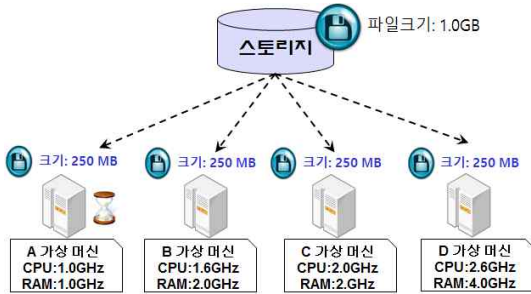 파일크기: 1.0GB
스토리지
크기: 250 MB
크기: 250 MB
크기: 250 MB
크기: 250 MB
A 가상 머신
CPU:1.0GHz
RAM:1.0GHz
B 가상 머신
CPU:1.6GHz
RAM:2.0GHz
C 가상 머신
CPU:2.0GHz
RAM:2.GHz
D 가상 머신
CPU:2.6GHz
RAM:4.0GHz